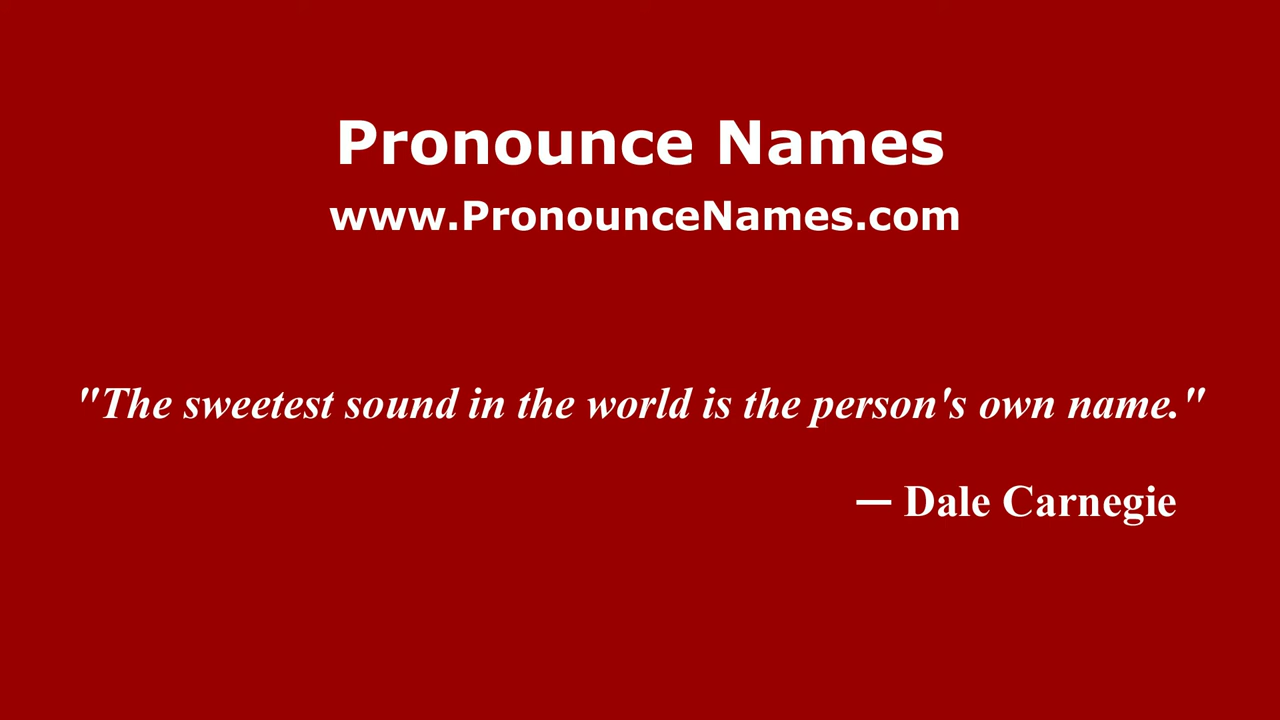 Pronounce Names
www.PronounceNames.com
"The sweetest sound in the world is the person's own name."
— Dale Carnegie